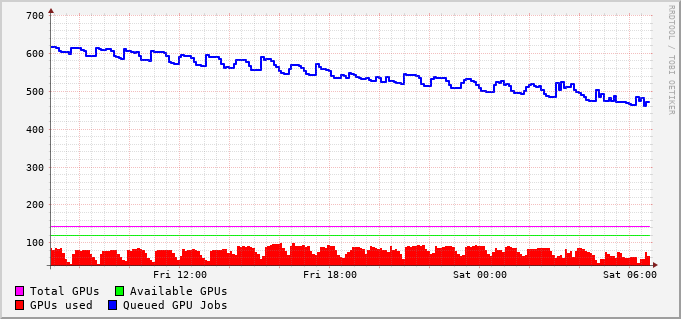 700
600
500
400
300
200
100
Fri 12:00 Fri 18:00 Sat 00:00 Sat 06:00
Total GPUs Available GPUs
GPUs used Queued GPU Jobs
RRDTOOL / TOBI OETIKER